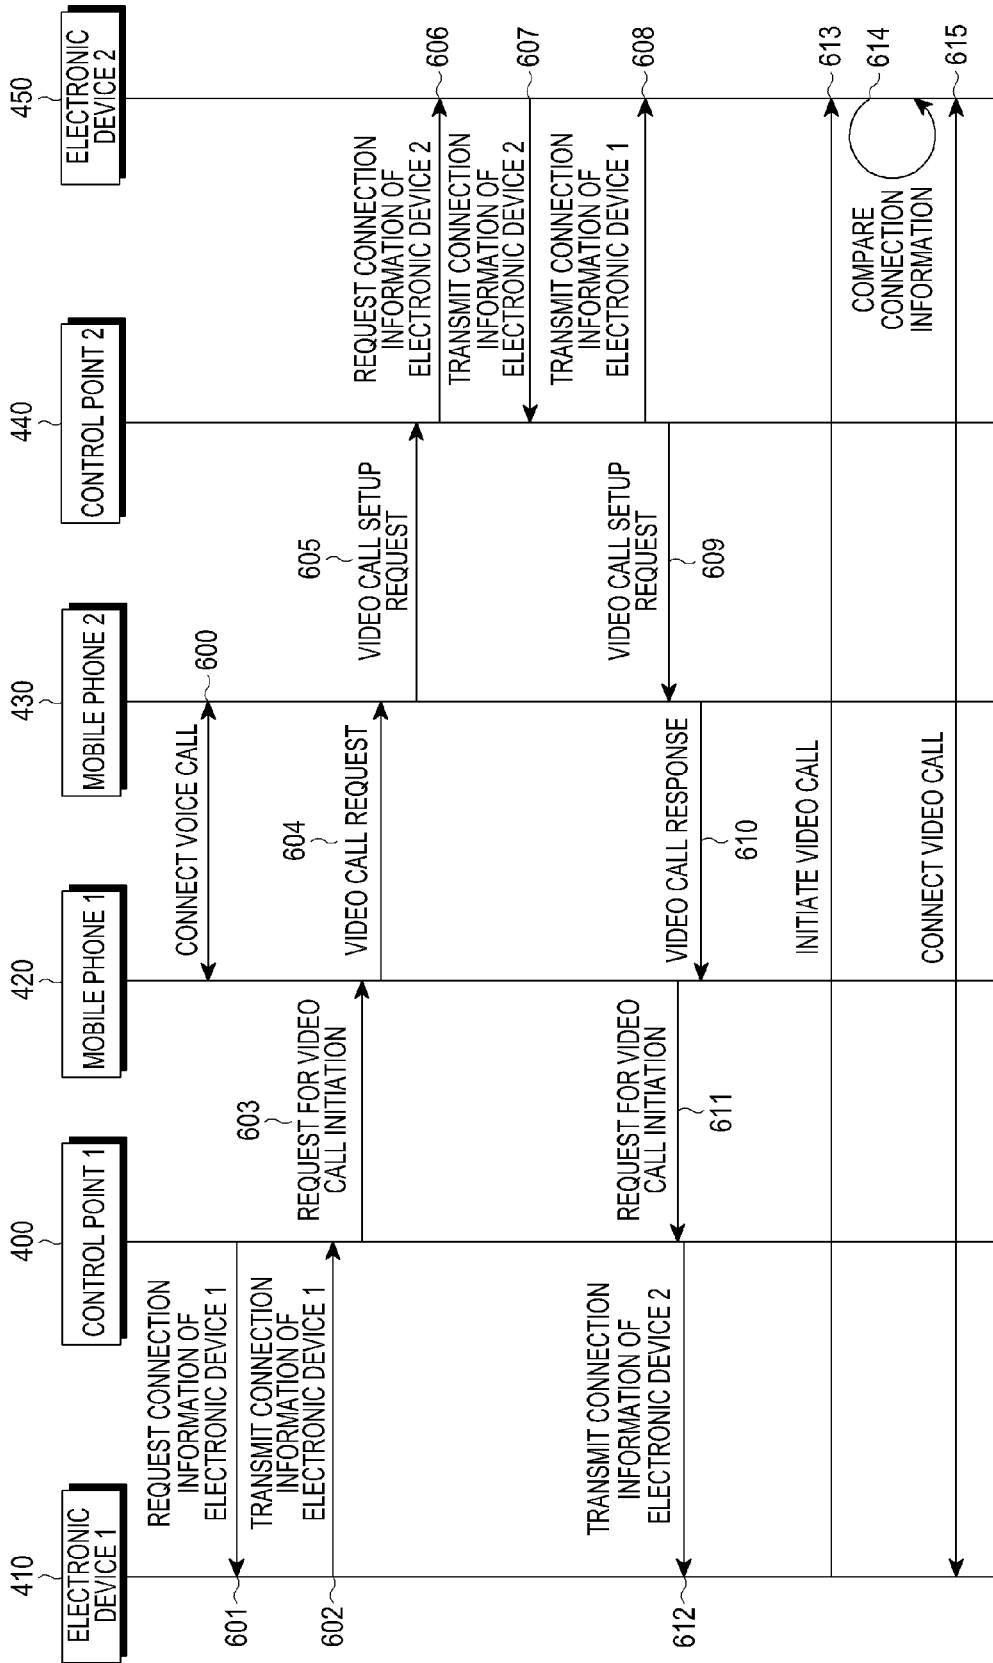 410
ELECTRONIC
DEVICE 1
400
CONTROL POINT 1
420
MOBILE PHONE 1
430
MOBILE PHONE 2
440
CONTROL POINT 2
450
ELECTRONIC
DEVICE 2
CONNECT VOICE CALL
600
REQUEST CONNECTION
INFORMATION OF
ELECTRONIC DEVICE 1
601
TRANSMIT CONNECTION
INFORMATION OF
ELECTRONIC DEVICE 1
602
603
REQUEST FOR VIDEO
CALL INITIATION
604
VIDEO CALL REQUEST
605
VIDEO CALL SETUP
REQUEST
REQUEST CONNECTION
INFORMATION OF
ELECTRONIC DEVICE 2
606
TRANSMIT CONNECTION
INFORMATION OF
ELECTRONIC DEVICE 2
607
TRANSMIT CONNECTION
INFORMATION OF
ELECTRONIC DEVICE 1
608
VIDEO CALL SETUP
REQUEST
609
VIDEO CALL RESPONSE
610
REQUEST FOR VIDEO
CALL INITIATION
611
TRANSMIT CONNECTION
INFORMATION OF
ELECTRONIC DEVICE 2
612
INITIATE VIDEO CALL
613
COMPARE
CONNECTION
INFORMATION
614
CONNECT VIDEO CALL
615